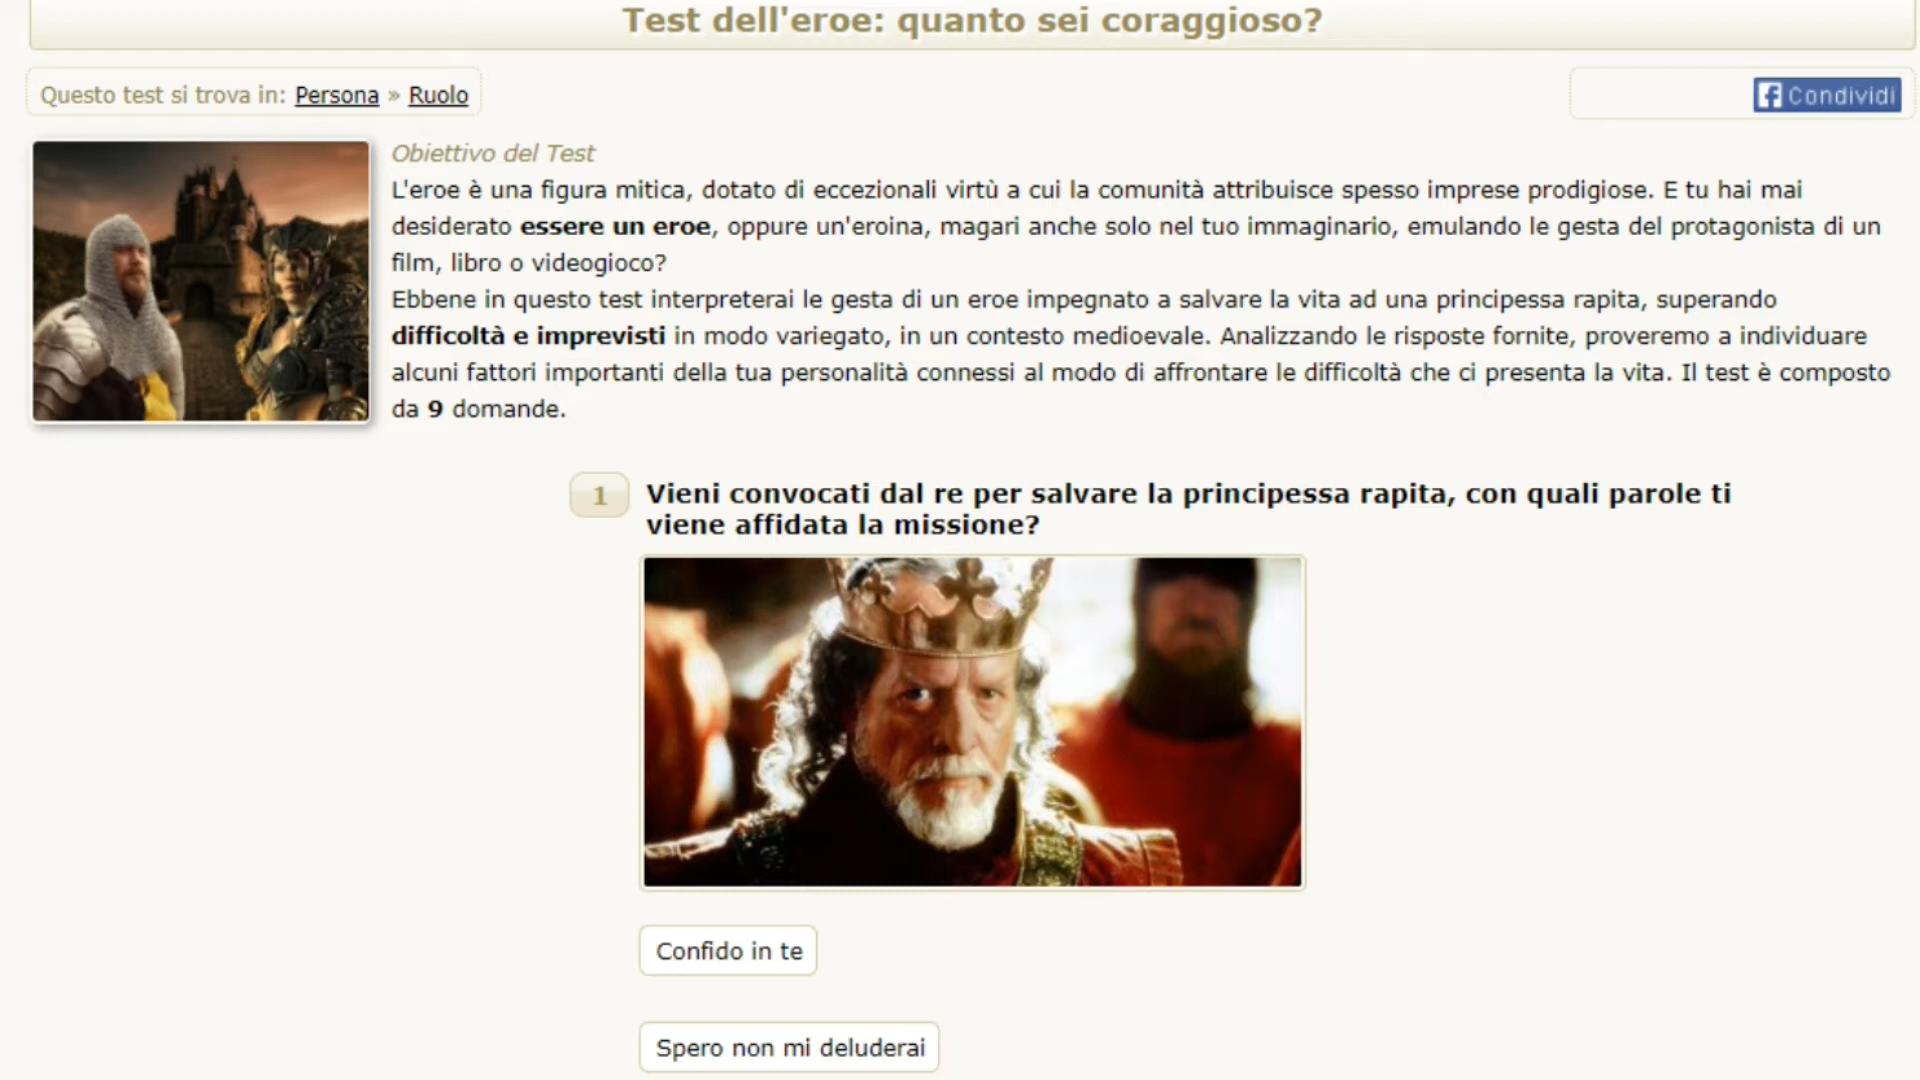 Test dell'eroe: quanto sei coraggioso?
Questo test si trova in: Persona » Ruolo
Condividi
Obiettivo del Test
L'eroe è una figura mitica, dotato di eccezionali virtù a cui la comunità attribuisce spesso imprese prodigiose. E tu hai mai
desiderato essere un eroe, oppure un'eroina, magari anche solo nel tuo immaginario, emulando le gesta del protagonista di un
film, libro o videogioco?
Ebbene in questo test interpreterai le gesta di un eroe impegnato a salvare la vita ad una principessa rapita, superando
difficoltà e imprevisti in modo variegato, in un contesto medioevale. Analizzando le risposte fornite, proveremo a individuare
alcuni fattori importanti della tua personalità connessi al modo di affrontare le difficoltà che ci presenta la vita. Il test è composto
da 9 domande.
1 Vieni convocati dal re per salvare la principessa rapita, con quali parole ti
viene affidata la missione?
Confido in te
Spero non mi deluderai